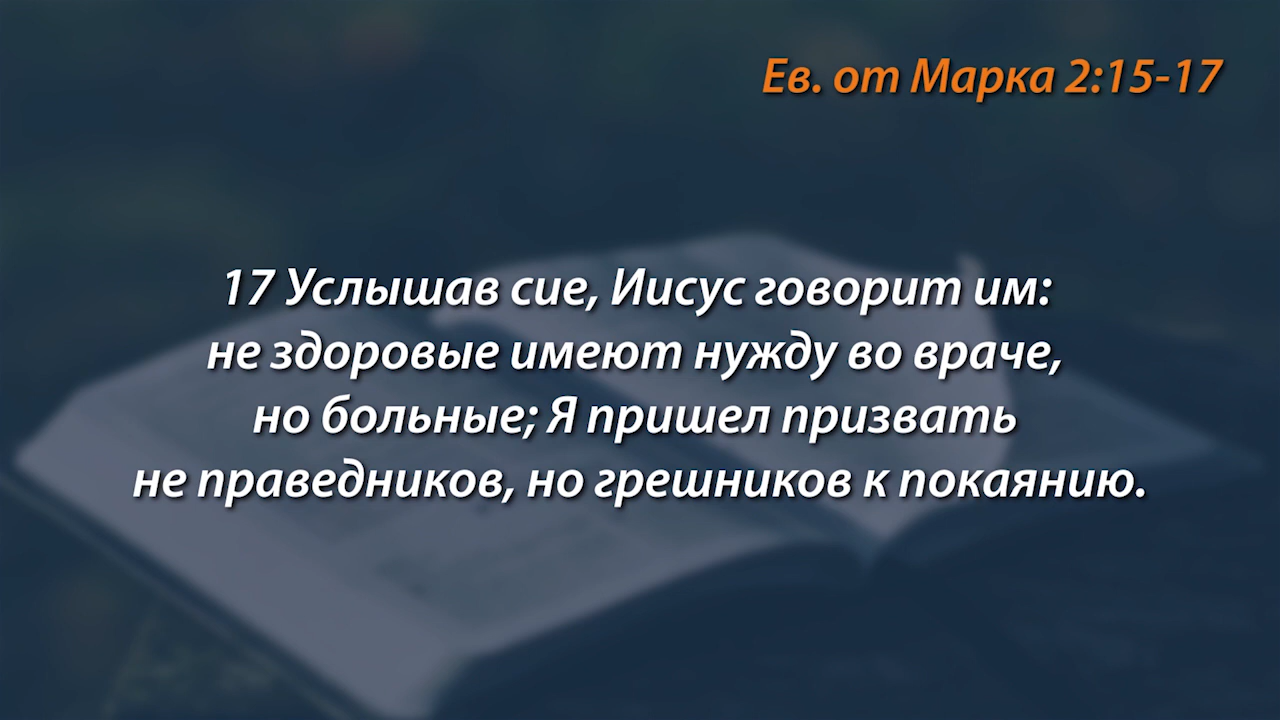 Ев. от Марка 2:15-17
17 Услышав сие, Иисус говорит им:
не здоровые имеют нужду во враче,
но больные; Я пришел призвать
не праведников, но грешников к покаянию.